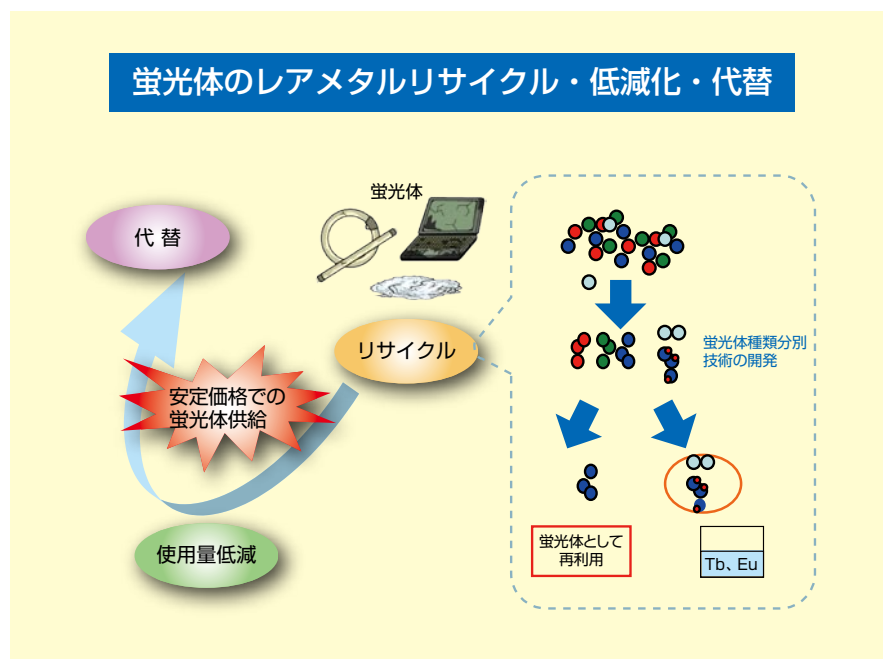 蛍光体のレアメタルリサイクル・低減化・代替
蛍光体
代 替
リサイクル
安定価格での
蛍光体供給
使用量低減
蛍光体種類分別
技術の開発
蛍光体として
再利用
Tb、Eu